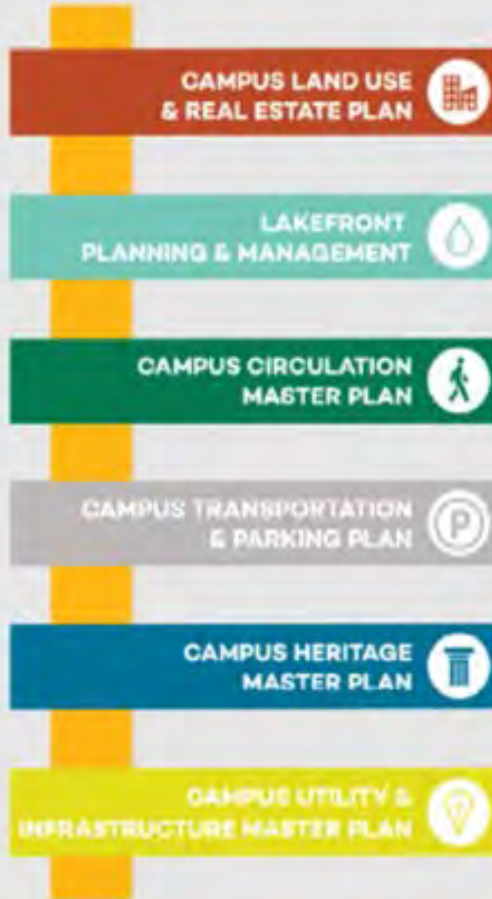 CAMPUS LAND USE
& REAL ESTATE PLAN
LAKEFRONT
PLANNING & MANAGEMENT
CAMPUS CIRCULATION
MASTER PLAN
CAMPUS TRANSPORTATION
& PARKING PLAN
P
CAMPUS HERITAGE
MASTER PLAN
CAMPUS UTILITY &
INFRASTRUCTURE MASTER PLAN